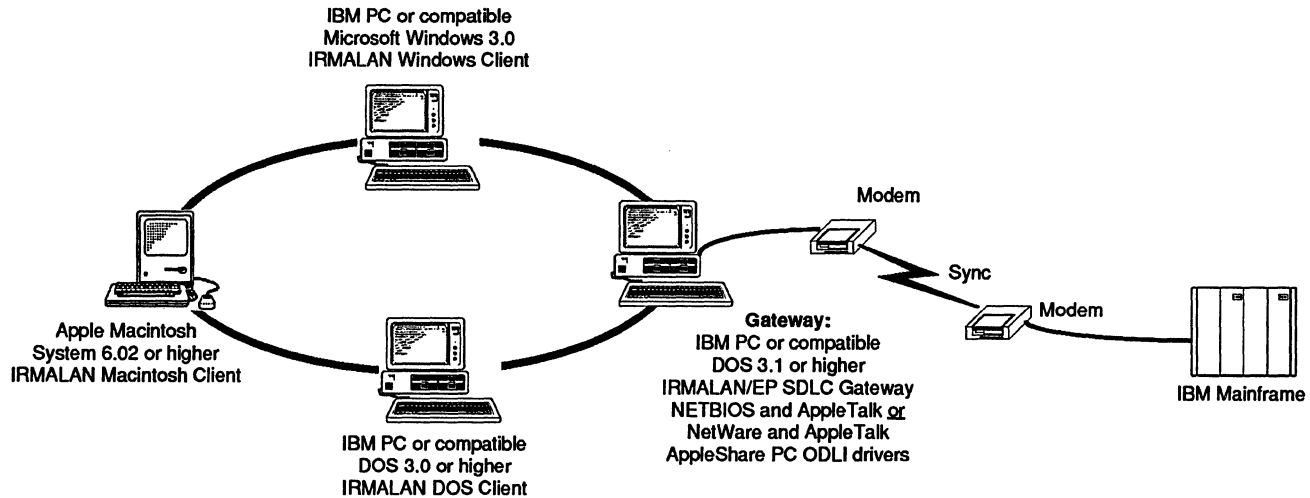 IBM PC or compatible
Microsoft Windows 3.0
IRMALAN Windows Client
Modem
Sync
Modem
Apple Macintosh
System 6.02 or higher
IRMALAN Macintosh Client
Gateway:
IBM PC or compatible
DOS 3.1 or higher
IRMALAN/EP SDLC Gateway
NETBIOS and AppleTalk or
NetWare and AppleTalk
AppleShare PC ODLI drivers
IBM Mainframe
IBM PC or compatible
DOS 3.0 or higher
IRMALAN DOS Client